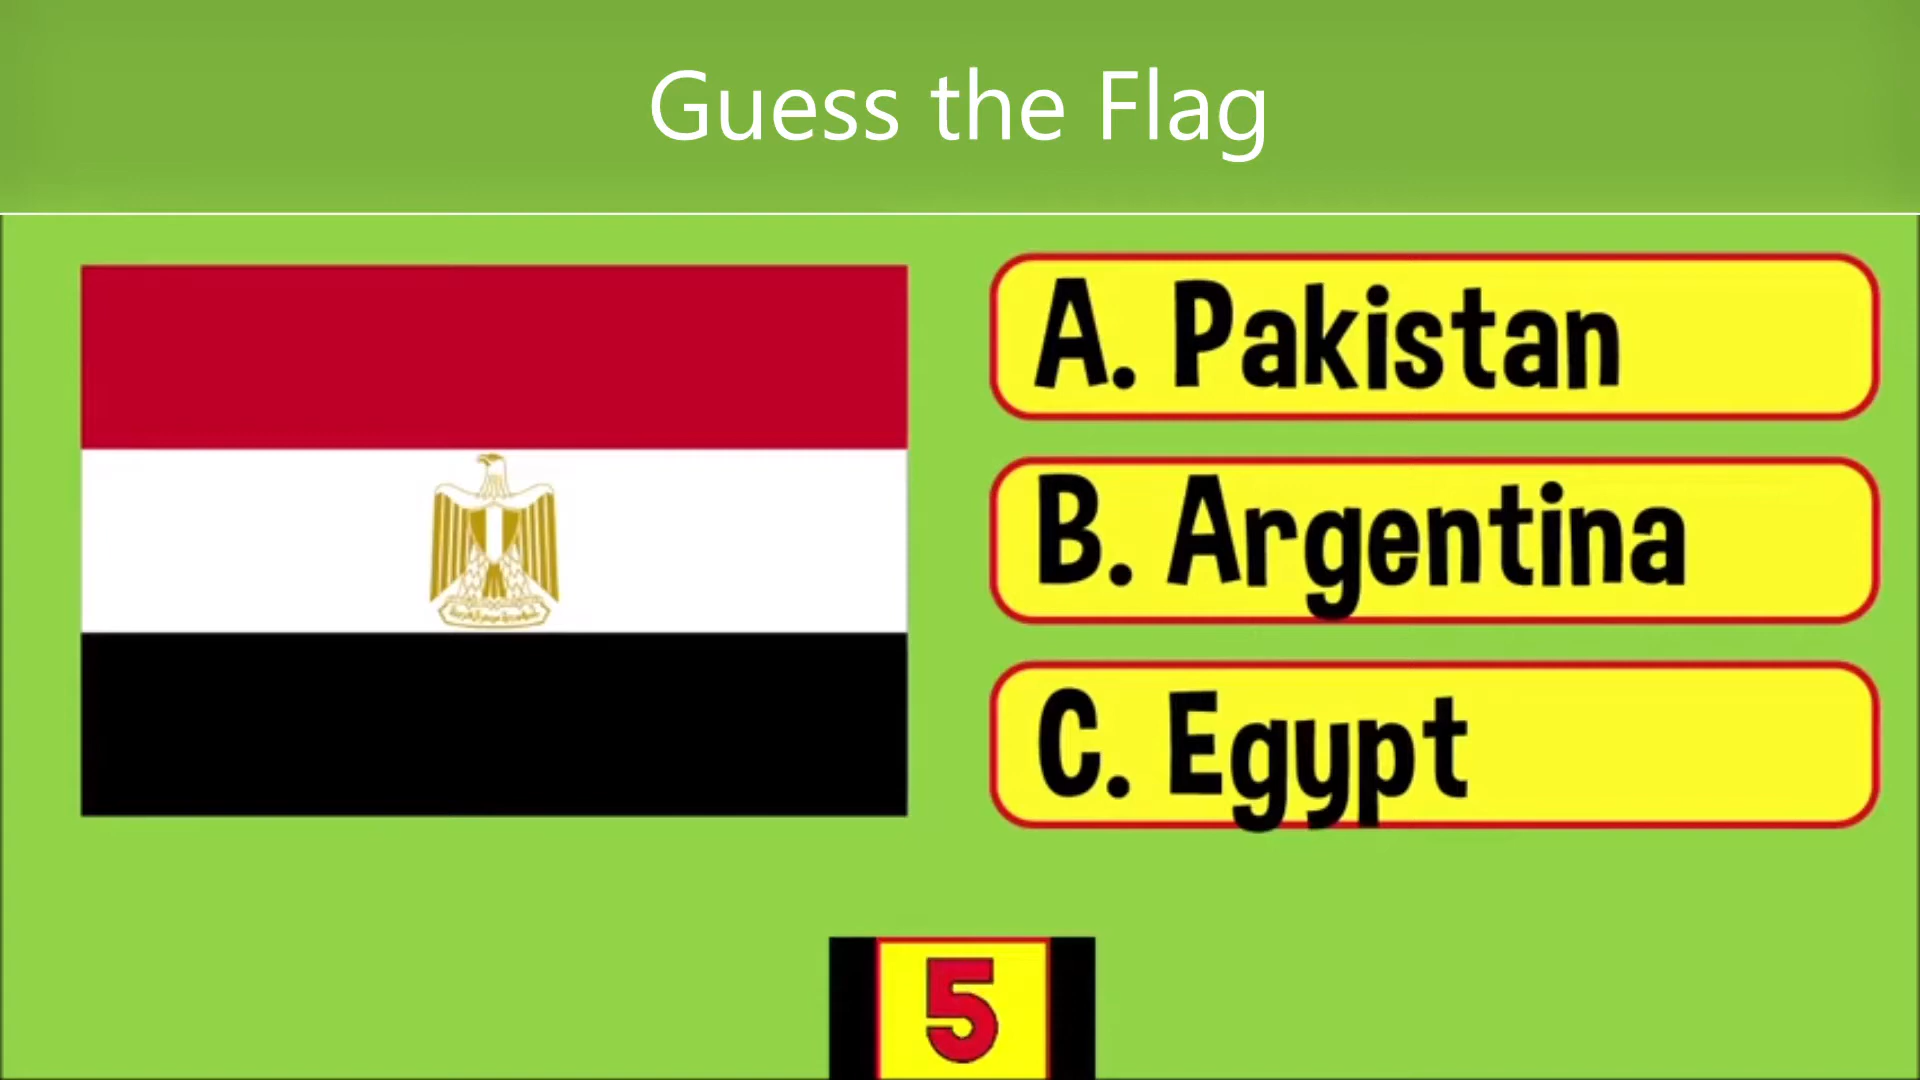 Guess the Flag
A. Pakistan
B. Argentina
C. Egypt
5